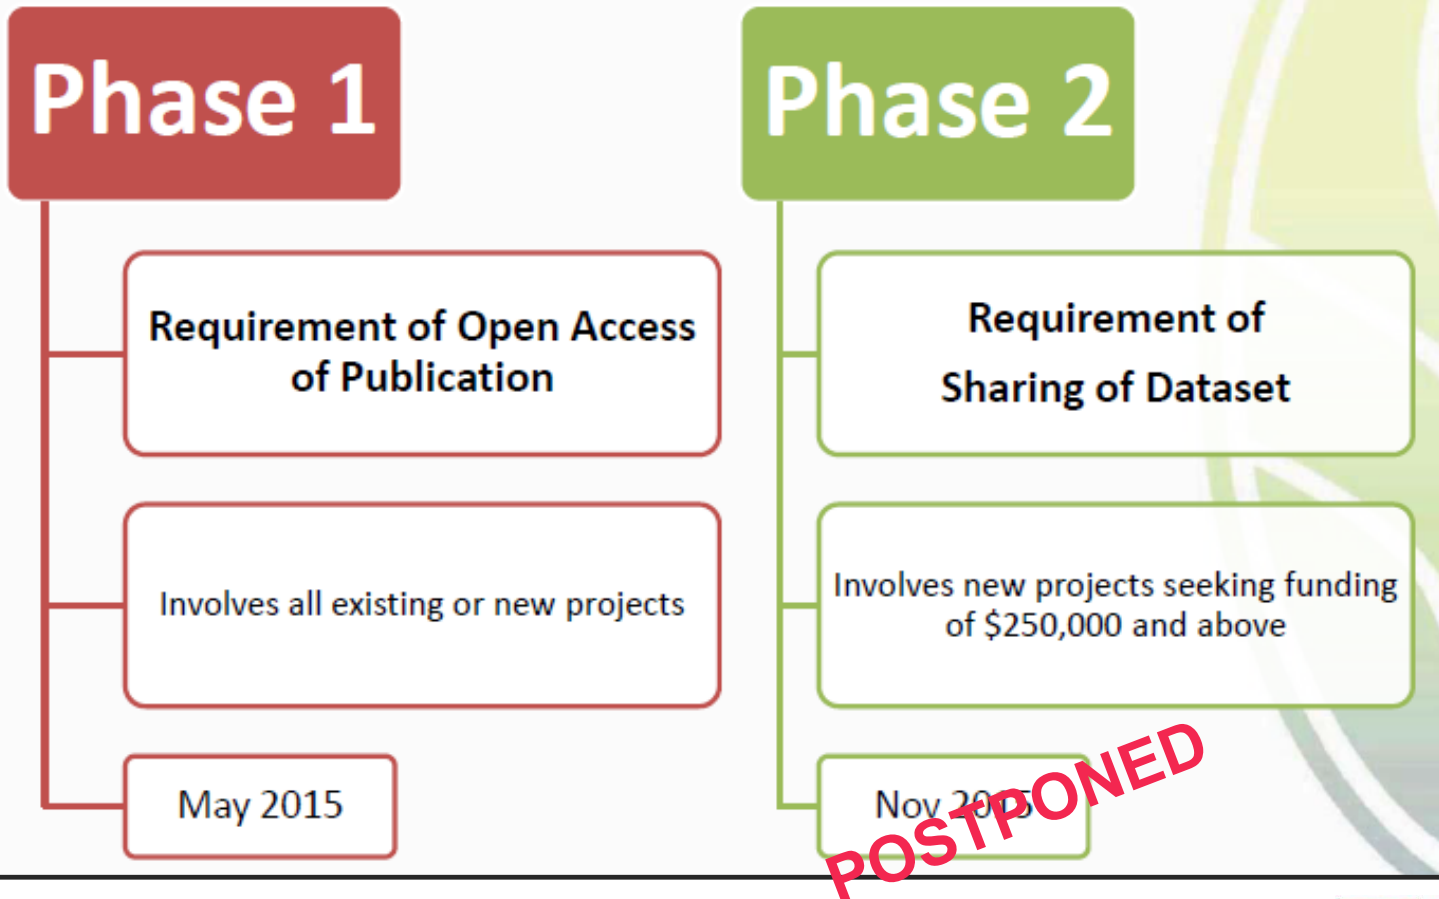 Phase 1
Requirement of Open Access
of Publication
Involves all existing or new projects
May 2015
Phase 2
Requirement of
Sharing of Dataset
Involves new projects seeking funding
of $250,000 and above
Nov 2015
POSTPONED